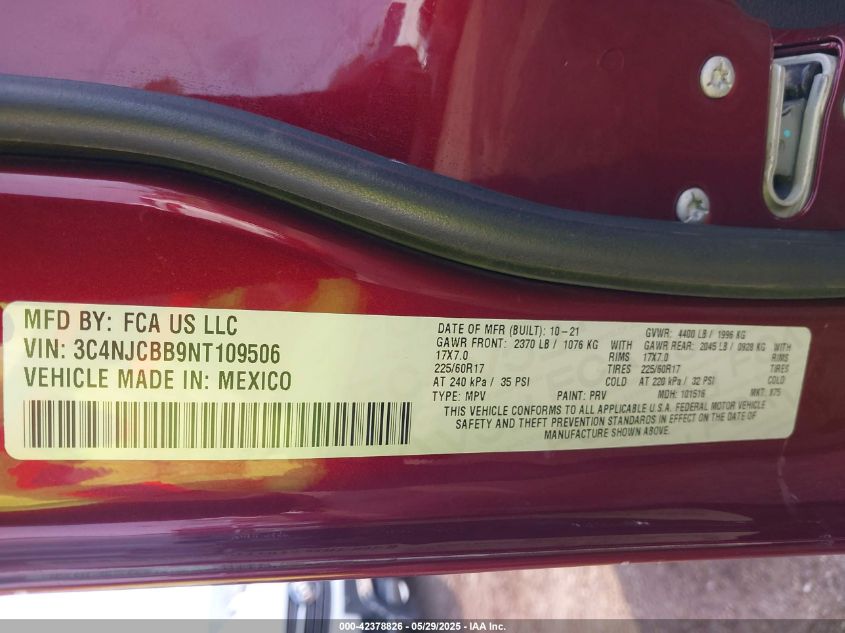 MFD BY: FCA US LLC
VIN: 3C4NJCBB9NT109506
VEHICLE MADE IN: MEXICO
DATE OF MFR (BUILT): 10-21 GVWR: 4400 LB / 1996 KG
GAWR FRONT: 2370 LB / 1076 KG WITH GAWR REAR: 2045 LB / 0928 KG WITH
17X7.0 RIMS 17X7.0 RIMS
225/60R17 TIRES 225/60R17 TIRES
AT 240 kPa / 35 PSI COLD AT 220 kPa / 32 PSI COLD
TYPE: MPV PAINT: PRV MDH: 101516 MKT: X75
THIS VEHICLE CONFORMS TO ALL APPLICABLE U.S.A. FEDERAL MOTOR VEHICLE
SAFETY AND THEFT PREVENTION STANDARDS IN EFFECT ON THE DATE OF
MANUFACTURE SHOWN ABOVE.
000-42378826 - 05/29/2025 - IAA Inc.